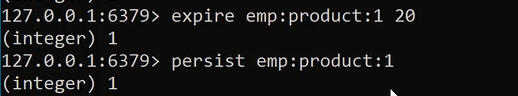 127.0.0.1:6379> expire emp:product:1 20
(integer) 1
127.0.0.1:6379> persist emp:product:1
(integer) 1